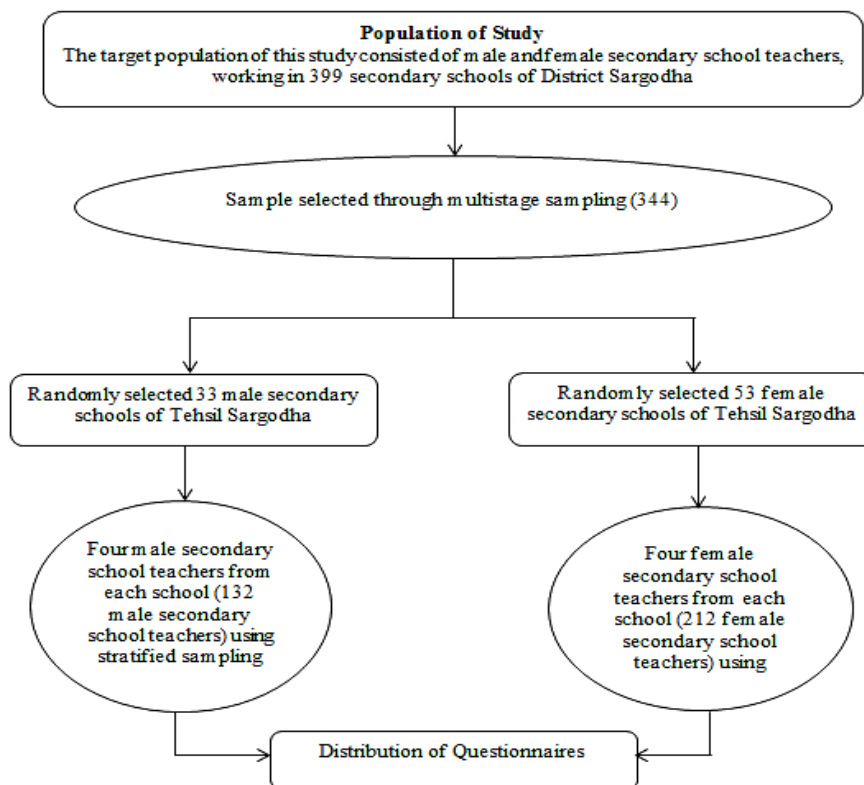 Population of Study
The target population of this study consisted of male and female secondary school teachers,
working in 399 secondary schools of District Sargodha
Sample selected through multistage sampling (344)
Randomly selected 33 male secondary
schools of Tehsil Sargodha
Randomly selected 53 female
secondary schools of Tehsil Sargodha
Four male secondary
school teachers from
each school (132
male secondary
school teachers) using
stratified sampling
Four female
secondary school
teachers from each
school (212 female
secondary school
teachers) using
Distribution of Questionnaires